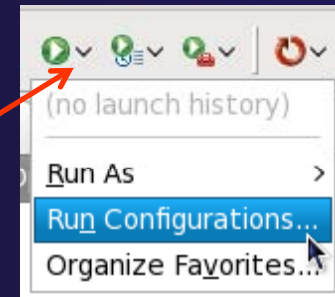 (no launch history)
Run As >
Run Configurations...
Organize Favorites...